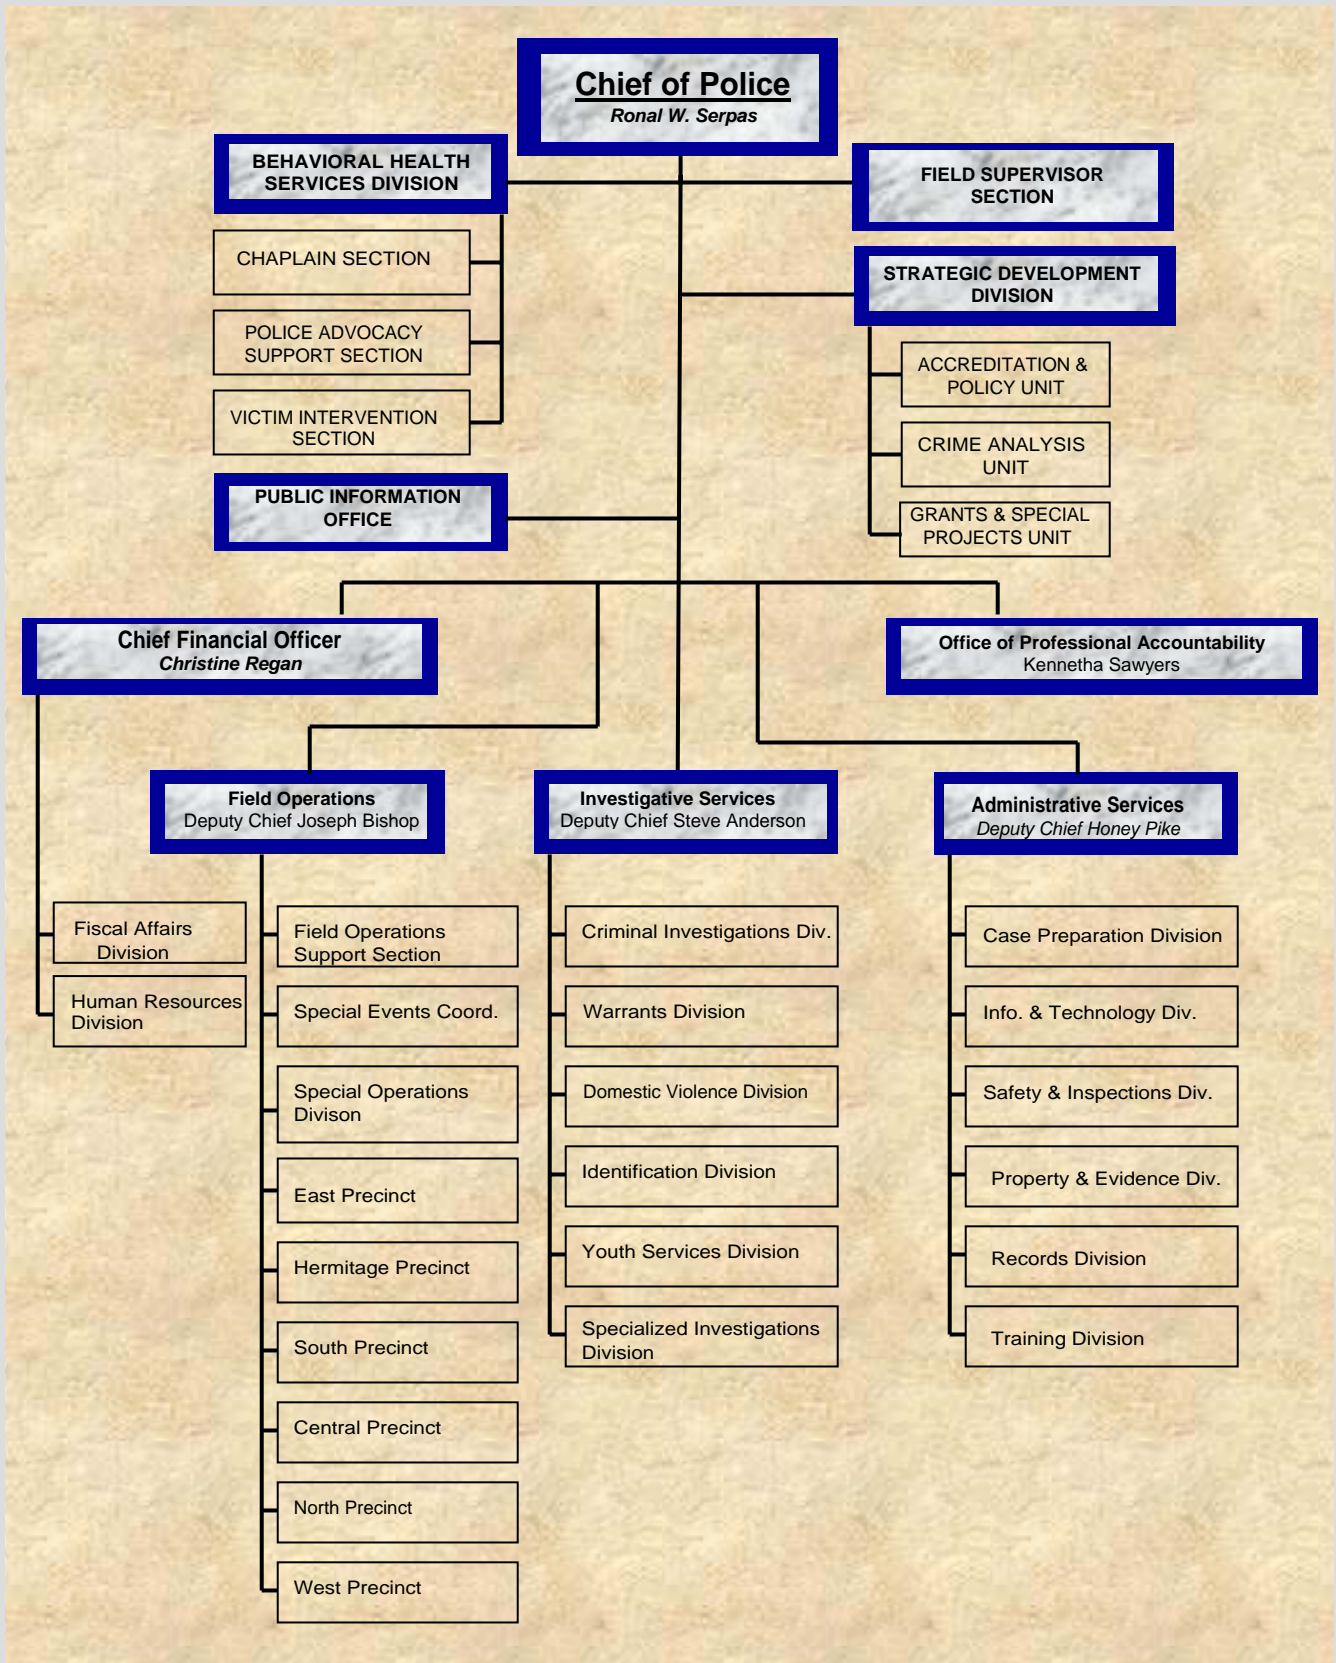 Chief of Police
Ronal W. Serpas
BEHAVIORAL HEALTH
SERVICES DIVISION
FIELD SUPERVISOR
SECTION
CHAPLAIN SECTION
POLICE ADVOCACY
SUPPORT SECTION
VICTIM INTERVENTION
SECTION
STRATEGIC DEVELOPMENT
DIVISION
ACCREDITATION &
POLICY UNIT
CRIME ANALYSIS
UNIT
GRANTS & SPECIAL
PROJECTS UNIT
PUBLIC INFORMATION
OFFICE
Chief Financial Officer
Christine Regan
Office of Professional Accountability
Kennetha Sawyers
Field Operations
Deputy Chief Joseph Bishop
Investigative Services
Deputy Chief Steve Anderson
Administrative Services
Deputy Chief Honey Pike
Fiscal Affairs
Division
Human Resources
Division
Field Operations
Support Section
Special Events Coord.
Special Operations
Divison
East Precinct
Hermitage Precinct
South Precinct
Central Precinct
North Precinct
West Precinct
Criminal Investigations Div.
Warrants Division
Domestic Violence Division
Identification Division
Youth Services Division
Specialized Investigations
Division
Case Preparation Division
Info. & Technology Div.
Safety & Inspections Div.
Property & Evidence Div.
Records Division
Training Division